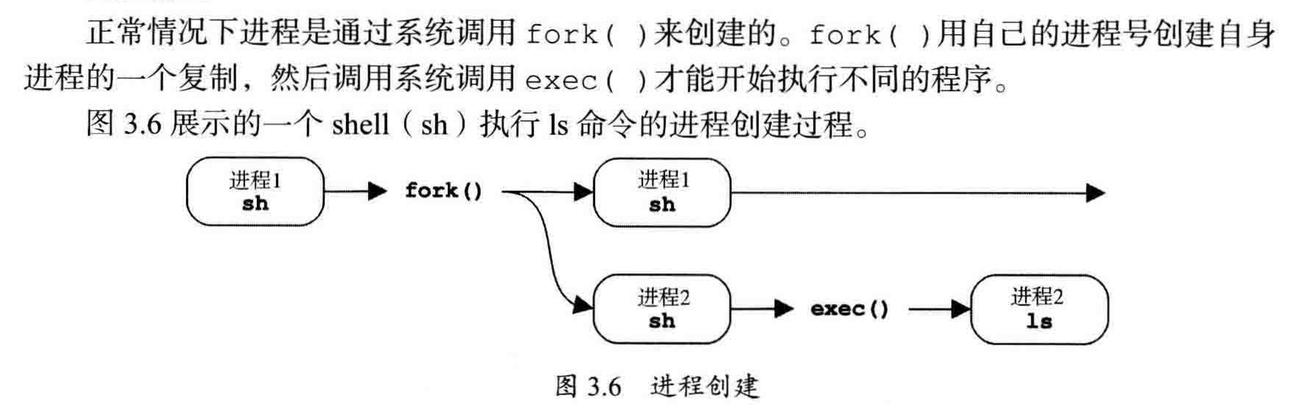 正常情况下进程是通过系统调用 fork( )来创建的。fork( )用自己的进程号创建自身
进程的一个复制，然后调用系统调用 exec( )才能开始执行不同的程序。
图 3.6 展示的一个 shell（sh）执行 ls 命令的进程创建过程。
进程1
sh
fork()
进程1
sh
进程2
sh
exec()
进程2
ls
图 3.6 进程创建